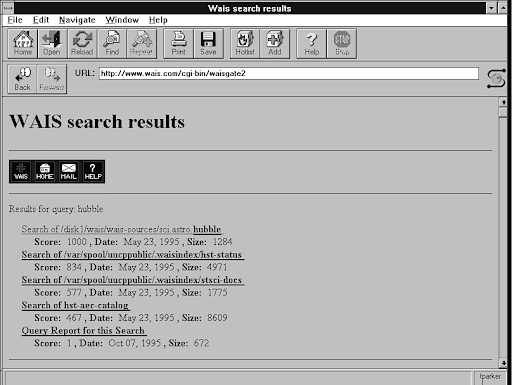 Wais search results
File Edit Navigate Window Help
Home Open Reload Find Repeat Print Save Hotlist Add Help Stop
Back Forward URL: http://www.wais.com/cgi-bin/waisgate2
WAIS search results
WAIS HOME MAIL HELP
Results for query: hubble
Search of /disk1/wais/wais-sources/sci.astro.hubble
Score: 1000 , Date: May 23, 1995 , Size: 1284
Search of /var/spool/uucppublic/.waisindex/hst-status
Score: 834 , Date: May 23, 1995 , Size: 4971
Search of /var/spool/uucppublic/.waisindex/stsci-docs
Score: 577 , Date: May 23, 1995 , Size: 1775
Search of hst-aec-catalog
Score: 467 , Date: May 23, 1995 , Size: 8609
Query Report for this Search
Score: 1 , Date: Oct 07, 1995 , Size: 672
tparker